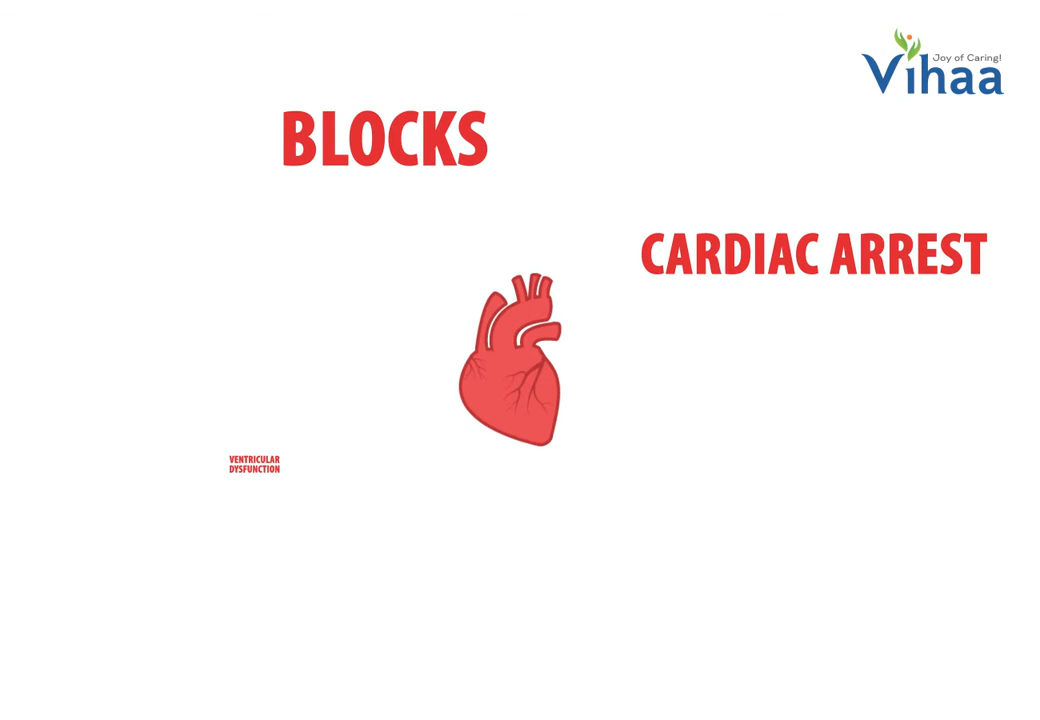 Joy of Caring!
Vihaa
BLOCKS
CARDIAC ARREST
VENTRICULAR
DYSFUNCTION